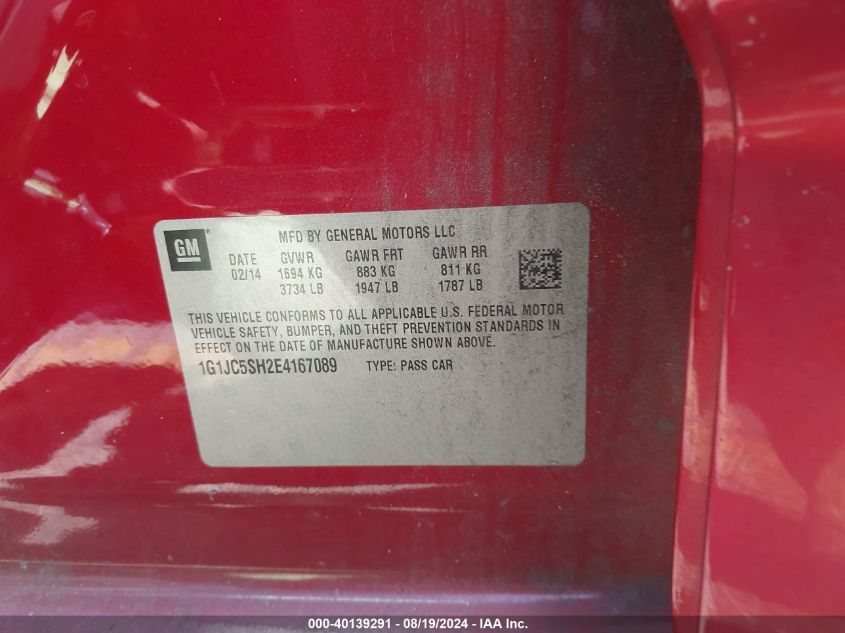 GM ®
MFD BY GENERAL MOTORS LLC
DATE GVWR GAWR FRT GAWR RR
02/14 1694 KG 883 KG 811 KG
3734 LB 1947 LB 1787 LB
THIS VEHICLE CONFORMS TO ALL APPLICABLE U.S. FEDERAL MOTOR
VEHICLE SAFETY, BUMPER, AND THEFT PREVENTION STANDARDS IN
EFFECT ON THE DATE OF MANUFACTURE SHOWN ABOVE.
1G1JC5SH2E4167089 TYPE: PASS CAR
000-40139291 - 08/19/2024 - IAA Inc.